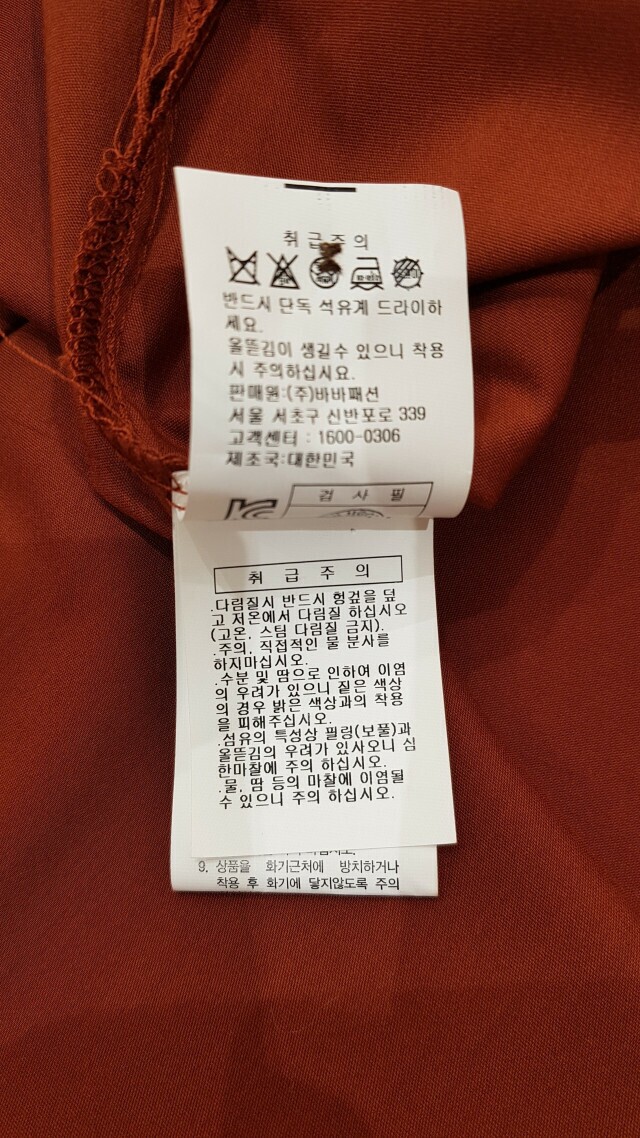 취급주의
반드시 단독 석유계 드라이하
세요.
올뜯김이 생길수 있으니 착용
시 주의하십시요.
판매원:(주)바바패션
서울 서초구 신반포로 339
고객센터 : 1600-0306
제조국:대한민국
검 사 필
취 급 주 의
.다림질시 반드시 헝겊을 덮
고 저온에서 다림질 하십시오
(고온, 스팀 다림질 금지).
.주의, 직접적인 물 분사를
하지마십시오.
.수분 및 땀으로 인하여 이염
의 우려가 있으니 짙은 색상
의 경우 밝은 색상과의 착용
을 피해주십시오.
.섬유의 특성상 필링(보풀)과
올뜯김의 우려가 있사오니 심
한마찰에 주의 하십시오.
.물, 땀 등의 마찰에 이염될
수 있으니 주의 하십시오.
9. 상품을 화기근처에 방치하거나
착용 후 화기에 닿지않도록 주의